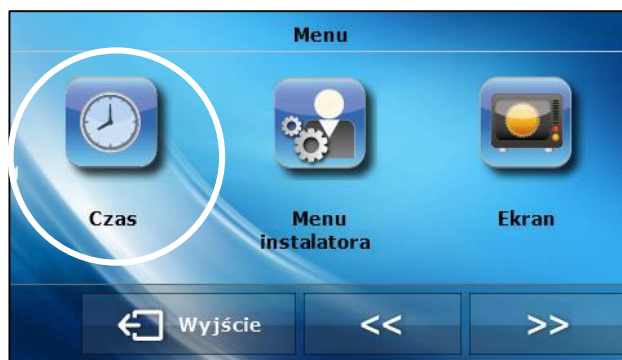 Menu
Czas
Menu
instalatora
Ekran
Wyjście
<<
>>